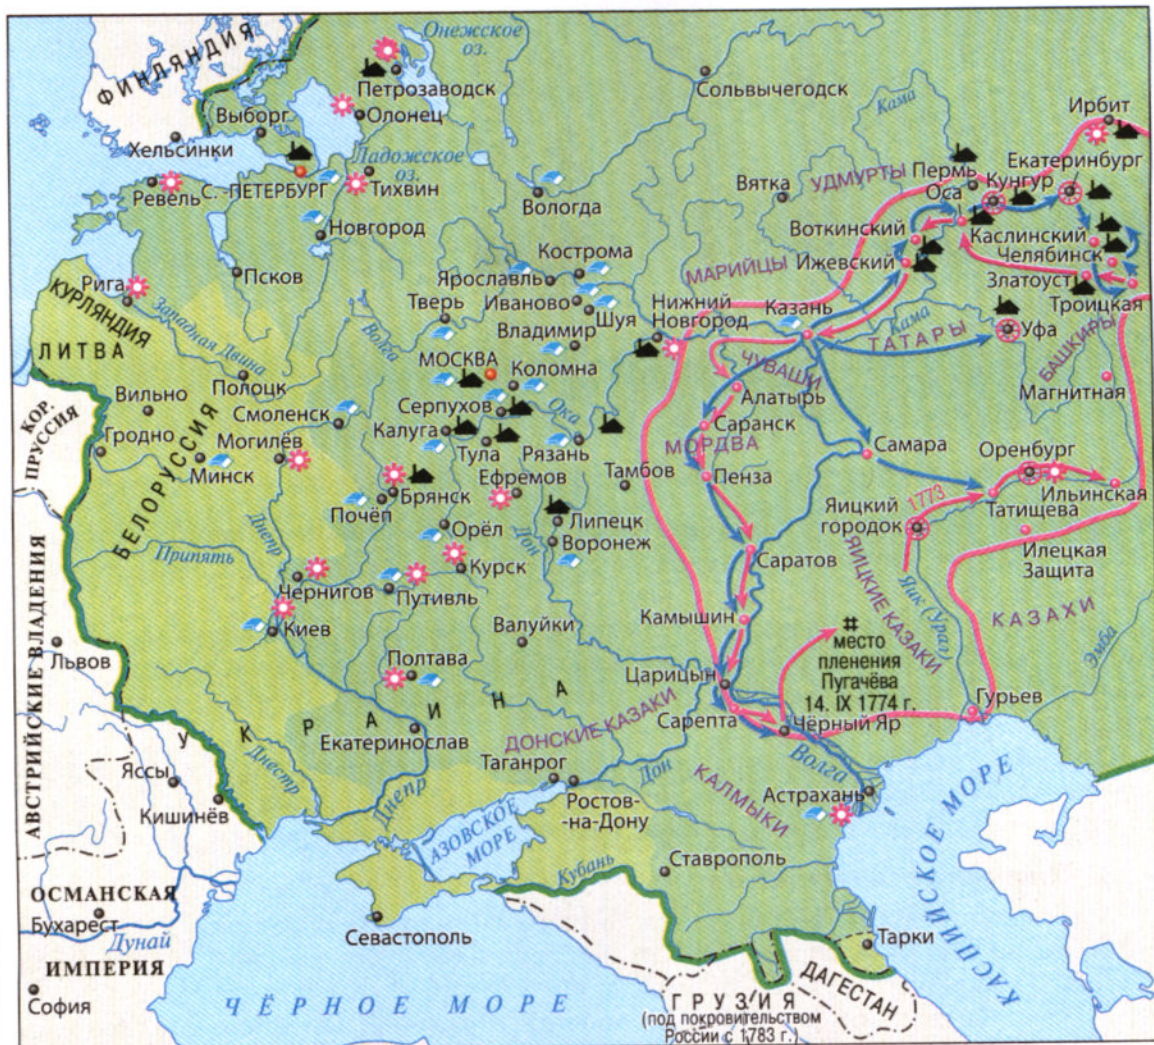 ФИНЛЯНДИЯ
Онежское
оз.
Петрозаводск
Олонец
Сольвычегодск
Кама
Ирбит
Выборг
Хельсинки
Ладожское
оз.
С. ПЕТЕРБУРГ
Тихвин
Ревель
Новгород
Вологда
Вятка
УДМУРТЫ
Пермь
Оса
Кунгур
Екатеринбург
Псков
Кострома
Ярославль
Иваново
Шуя
Тверь
Владимир
МАРИЙЦЫ
Нижний
Новгород
Казань
Воткинский
Ижевский
Каслинский
Челябинск
Златоуст
Троицкая
Рига
КУРЛЯНДИЯ
Западная Двина
Волга
Кама
ТАТАРЫ
Уфа
БАШКИРЫ
ЛИТВА
Вильно
Полоцк
МОСКВА
Коломна
ЧУВАШИ
Алатырь
Магнитная
КОР.
ПРУССИЯ
Гродно
Смоленск
Серпухов
Ока
Калуга
Тула
Рязань
Саранск
МОРДВА
Самара
Оренбург
БЕЛОРУССИЯ
Минск
Могилёв
Брянск
Ефремов
Тамбов
Пенза
Ильинская
Татищева
1773
Яицкий
городок
Почёп
Орёл
Дон
Липецк
Воронеж
Саратов
Илецкая
Защита
Припять
Днепр
Чернигов
Путивль
Курск
ЯИЦКИЕ КАЗАКИ
Яик (Урал)
КАЗАХИ
Эмба
АВСТРИЙСКИЕ ВЛАДЕНИЯ
Львов
Киев
Валуйки
Камышин
место
пленения
Пугачёва
14. IX 1774 г.
Полтава
Царицын
Сарепта
Чёрный Яр
Гурьев
УКРАИНА
Екатеринослав
ДОНСКИЕ КАЗАКИ
Днестр
Яссы
Кишинёв
Днепр
Таганрог
Ростов-
-на-Дону
Дон
Волга
КАЛМЫКИ
Астрахань
АЗОВСКОЕ
МОРЕ
Кубань
Ставрополь
КАСПИЙСКОЕ МОРЕ
ОСМАНСКАЯ
Бухарест
Дунай
ИМПЕРИЯ
София
Севастополь
Тарки
ДАГЕСТАН
ЧЁРНОЕ МОРЕ
ГРУЗИЯ
(под покровительством
России с 1783 г.)